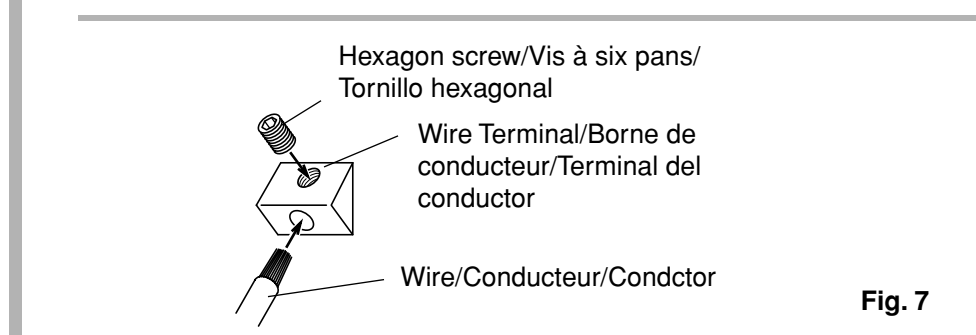 Hexagon screw/Vis à six pans/
Tornillo hexagonal
Wire Terminal/Borne de
conducteur/Terminal del
conductor
Wire/Conducteur/Condctor
Fig. 7